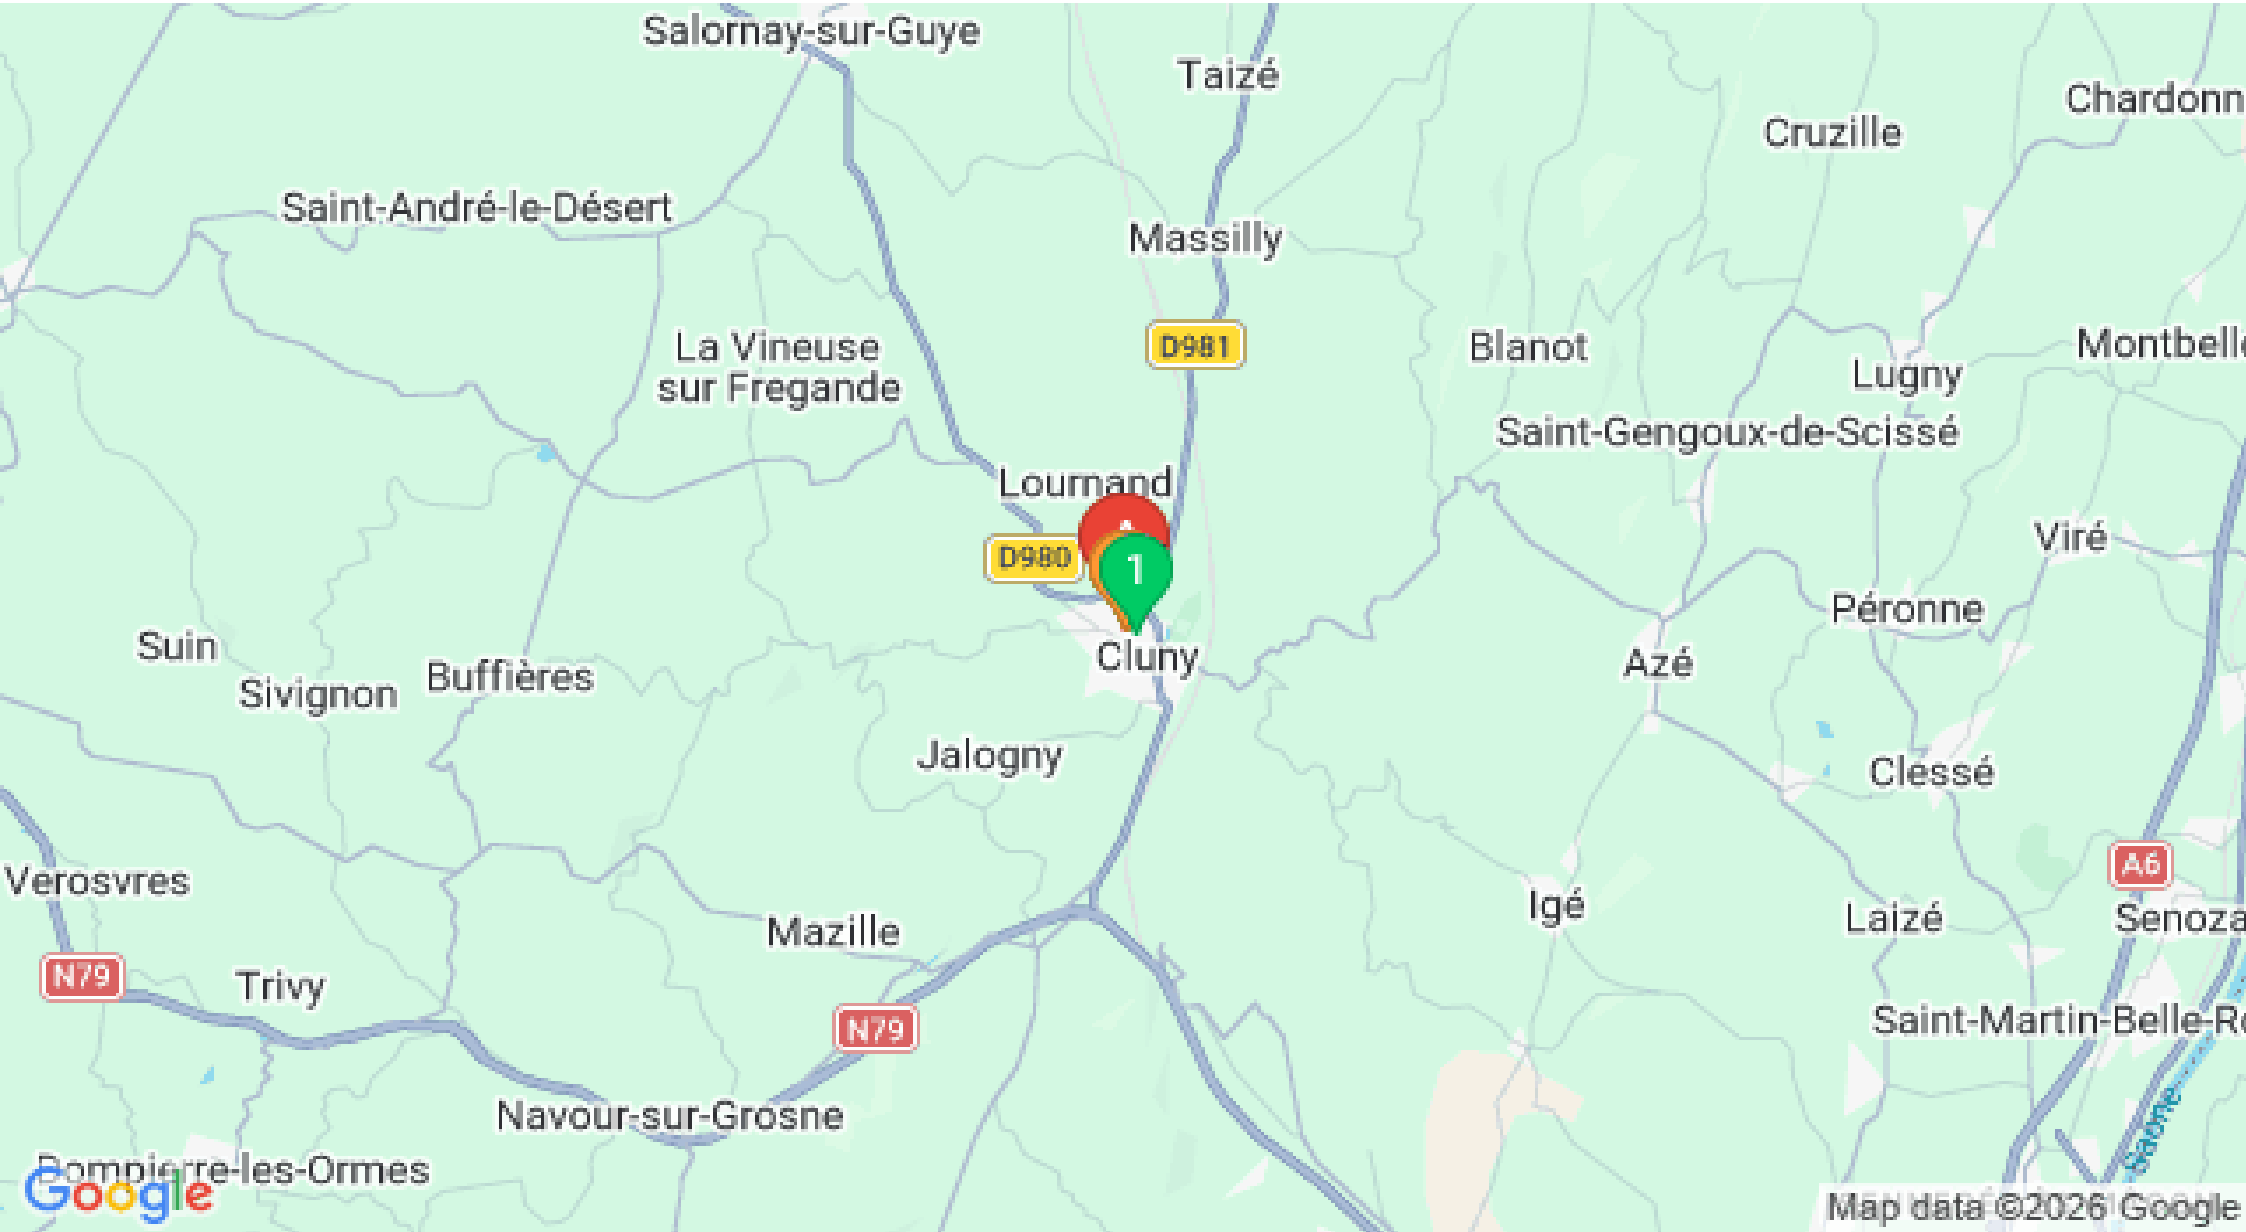 Salornay-sur-Guye
Taizé
Chardonn
Cruzille
Saint-André-le-Désert
Massilly
D981
La Vineuse
sur Fregande
Blanot
Montbell
Lugny
Saint-Gengoux-de-Scissé
Lournand
A
D980
1
Viré
Péronne
Suin
Cluny
Azé
Buffières
Sivignon
Jalogny
Clessé
A6
Verosvres
Igé
Laizé
Senoza
Mazille
N79
Trivy
N79
Saint-Martin-Belle-Ro
Navour-sur-Grosne
Saône
Dompierre-les-Ormes
Google
Map data ©2026 Google